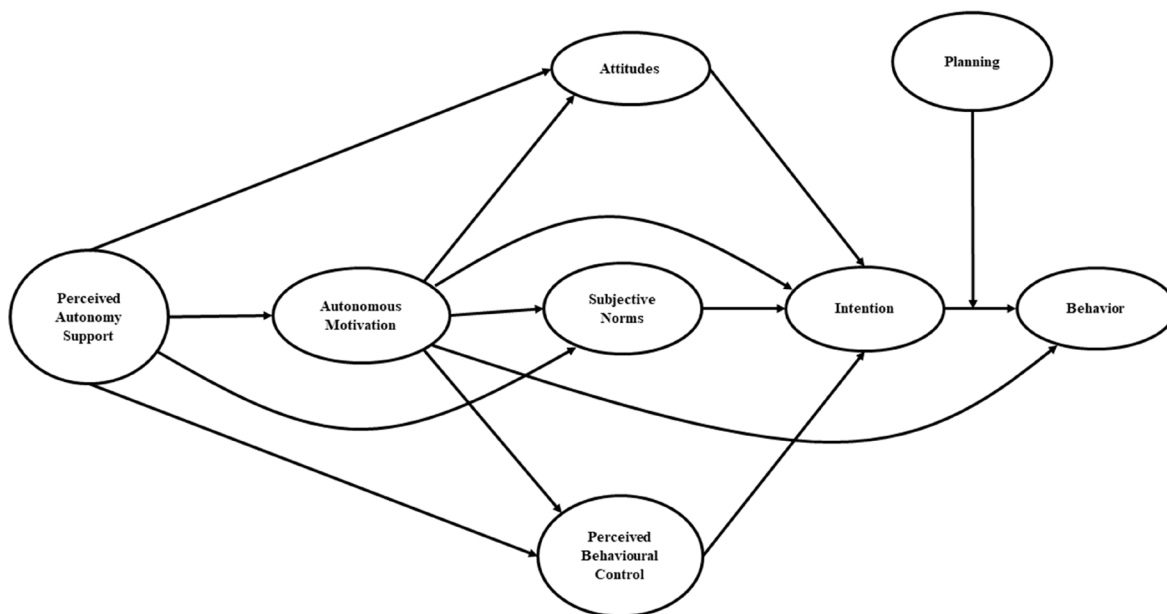 Attitudes
Planning
Perceived
Autonomy
Support
Autonomous
Motivation
Subjective
Norms
Intention
Behavior
Perceived
Behavioural
Control